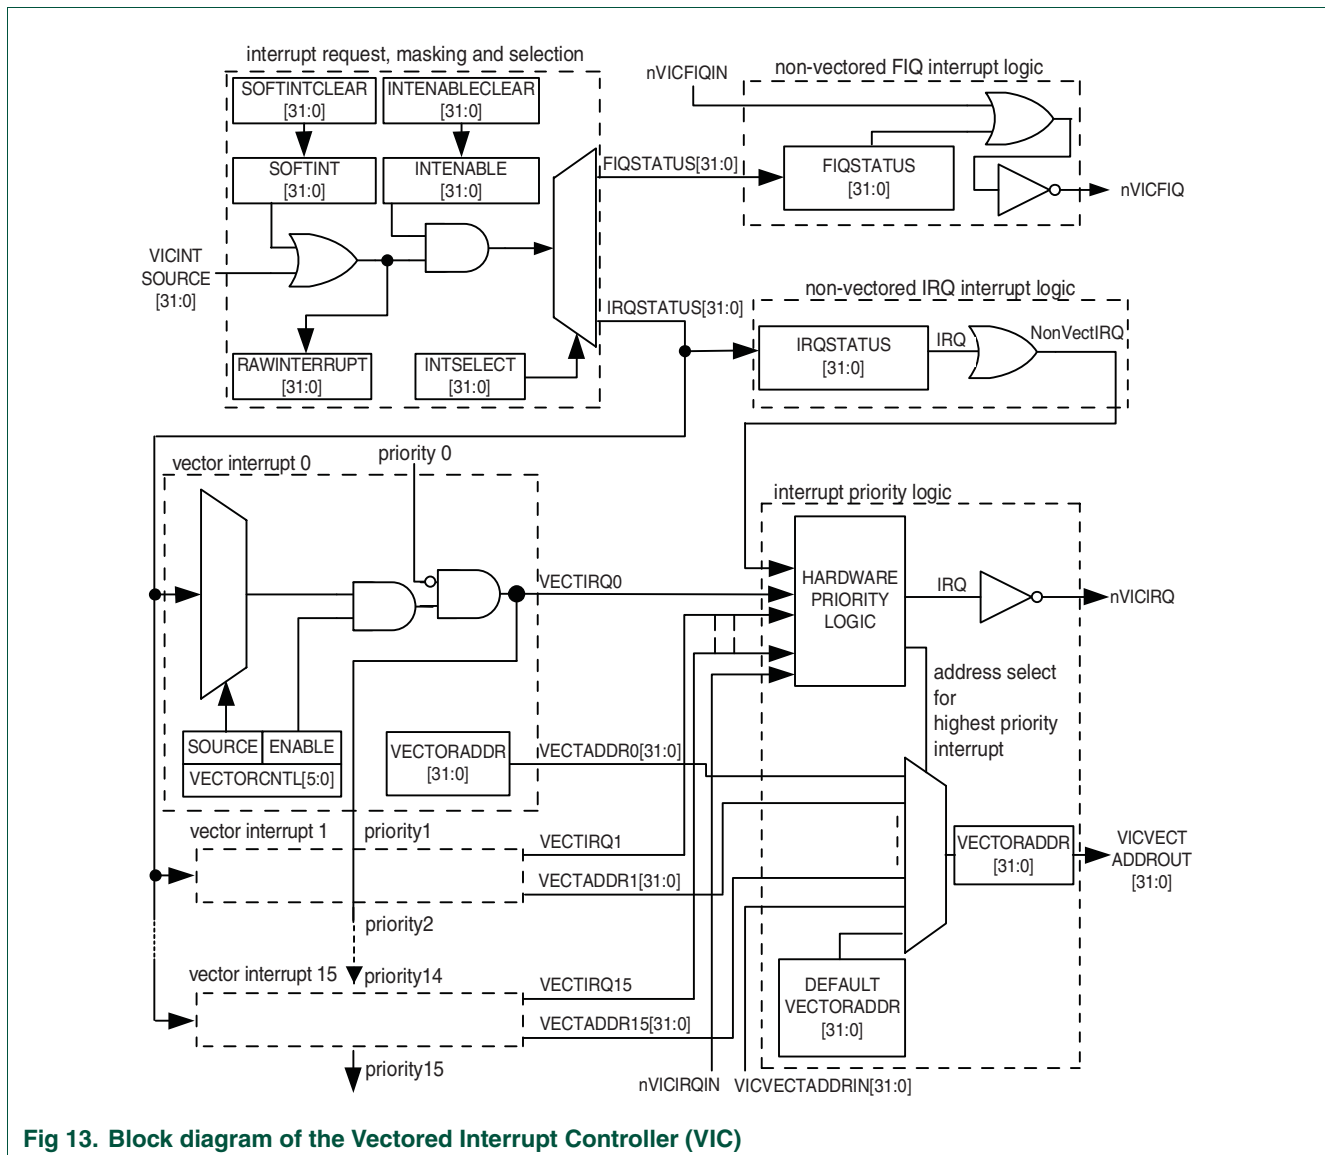 interrupt request, masking and selection
SOFTINTCLEAR
[31:0]
INTENABLECLEAR
[31:0]
SOFTINT
[31:0]
INTENABLE
[31:0]
VICINT
SOURCE
[31:0]
RAWINTERRUPT
[31:0]
INTSELECT
[31:0]
nVICFIQIN
non-vectored FIQ interrupt logic
FIQSTATUS[31:0]
FIQSTATUS
[31:0]
nVICFIQ
IRQSTATUS[31:0]
non-vectored IRQ interrupt logic
IRQSTATUS
[31:0]
IRQ
NonVectIRQ
vector interrupt 0
priority 0
SOURCE
ENABLE
VECTORCNTL[5:0]
VECTORADDR
[31:0]
VECTIRQ0
VECTADDR0[31:0]
interrupt priority logic
HARDWARE
PRIORITY
LOGIC
IRQ
nVICIRQ
address select
for
highest priority
interrupt
vector interrupt 1
priority1
VECTIRQ1
VECTADDR1[31:0]
priority2
VECTORADDR
[31:0]
VICVECT
ADDROUT
[31:0]
vector interrupt 15
priority14
VECTIRQ15
VECTADDR15[31:0]
priority15
DEFAULT
VECTORADDR
[31:0]
nVICIRQIN
VICVECTADDRIN[31:0]
Fig 13. Block diagram of the Vectored Interrupt Controller (VIC)